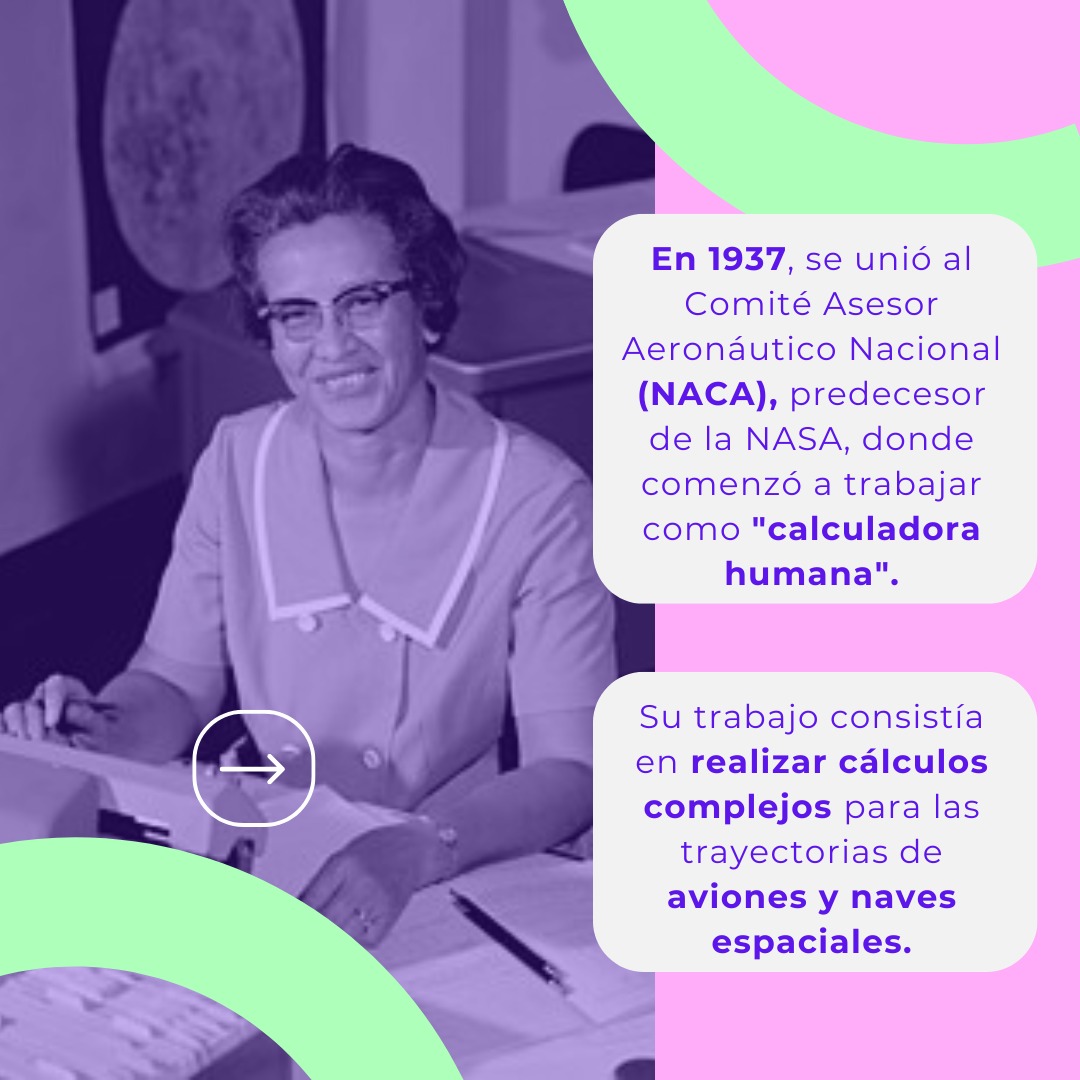 En 1937, se unió al
Comité Asesor
Aeronáutico Nacional
(NACA), predecesor
de la NASA, donde
comenzó a trabajar
como "calculadora
humana".
Su trabajo consistía
en realizar cálculos
complejos para las
trayectorias de
aviones y naves
espaciales.